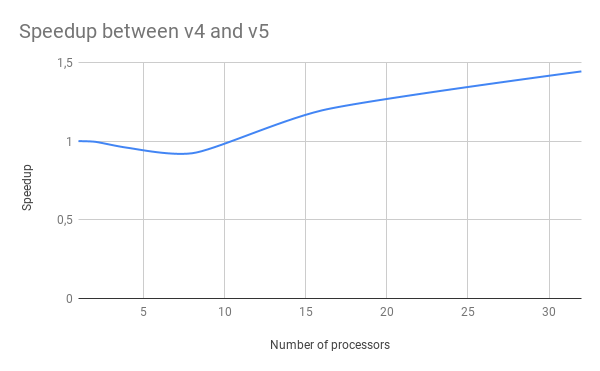 Speedup between v4 and v5
1,5
1
0,5
0
Speedup
5 10 15 20 25 30
Number of processors